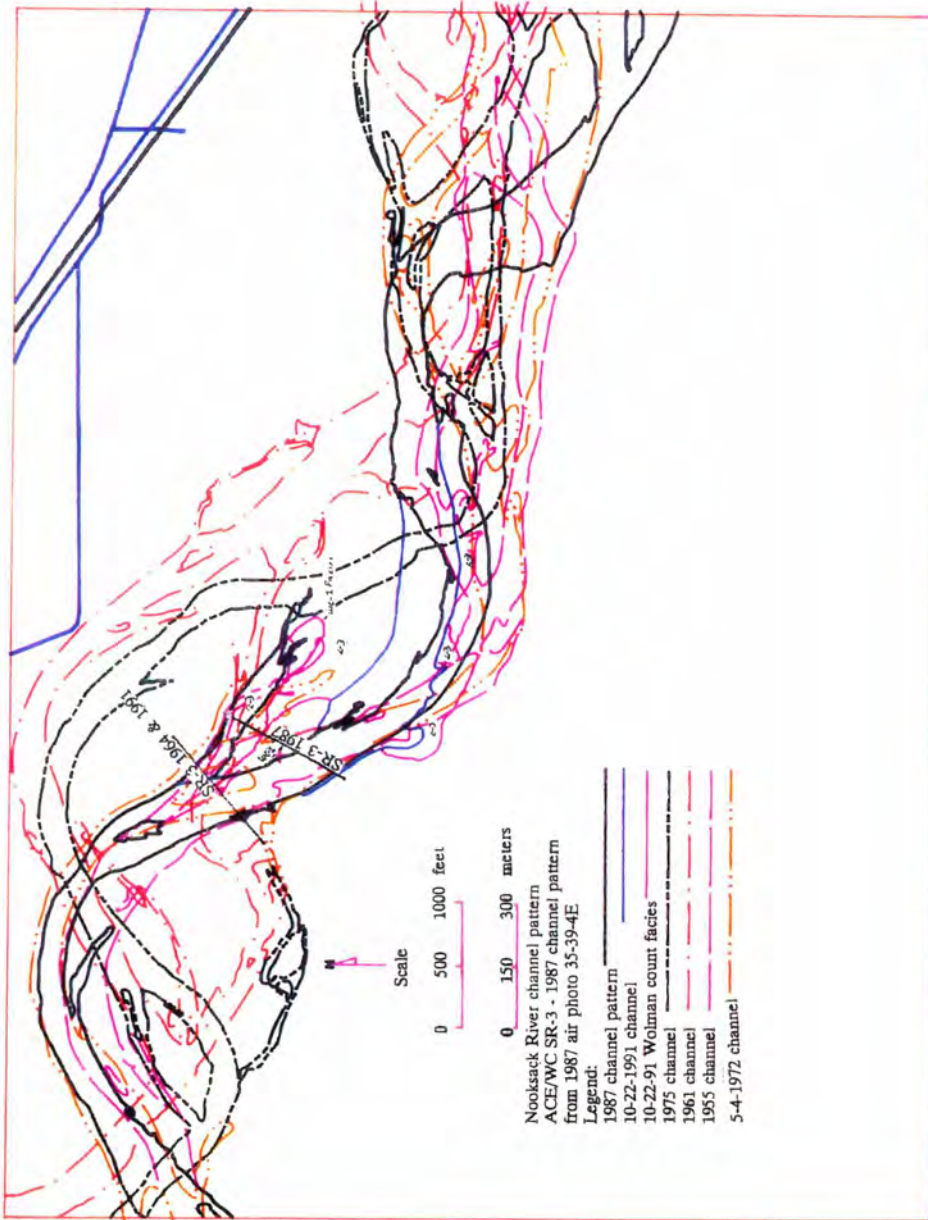 SR-3 1964 & 1991
SR-3 1987
N
Scale
0 500 1000 feet
0 150 300 meters
Nooksack River channel pattern
ACE/WC SR-3 - 1987 channel pattern
from 1987 air photo 35-39-4E
Legend:
1987 channel pattern
10-22-1991 channel
10-22-91 Wolman count facies
1975 channel
1961 channel
1955 channel
5-4-1972 channel